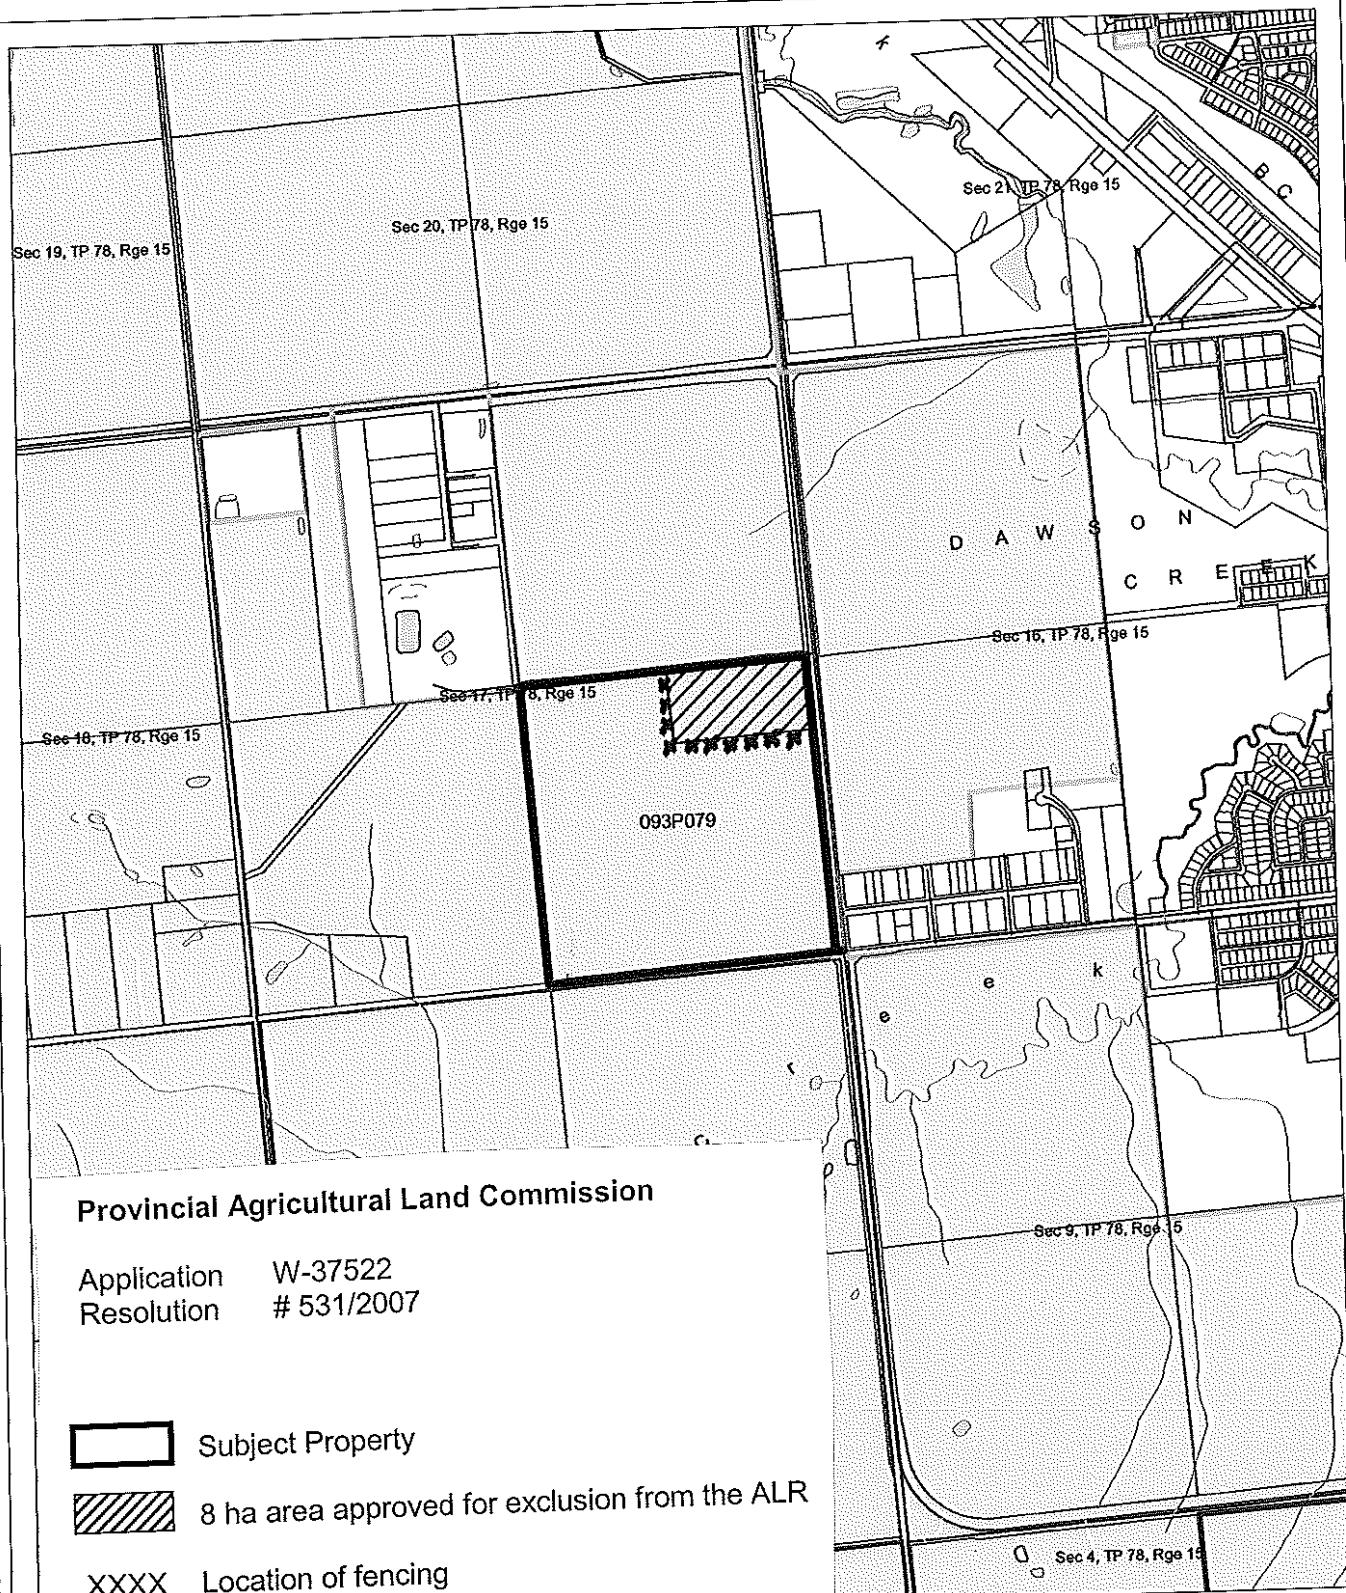 Sec 21, TP 78, Rge 15
B C
Sec 20, TP 78, Rge 15
Sec 19, TP 78, Rge 15
D A W S O N
C R E E K
Sec 16, TP 78, Rge 15
Sec 17, TP 78, Rge 15
Sec 18, TP 78, Rge 15
093P079
r e e k
Sec 9, TP 78, Rge 15
Provincial Agricultural Land Commission
Application W-37522
Resolution # 531/2007
Subject Property
8 ha area approved for exclusion from the ALR
XXXX Location of fencing
Sec 4, TP 78, Rge 15